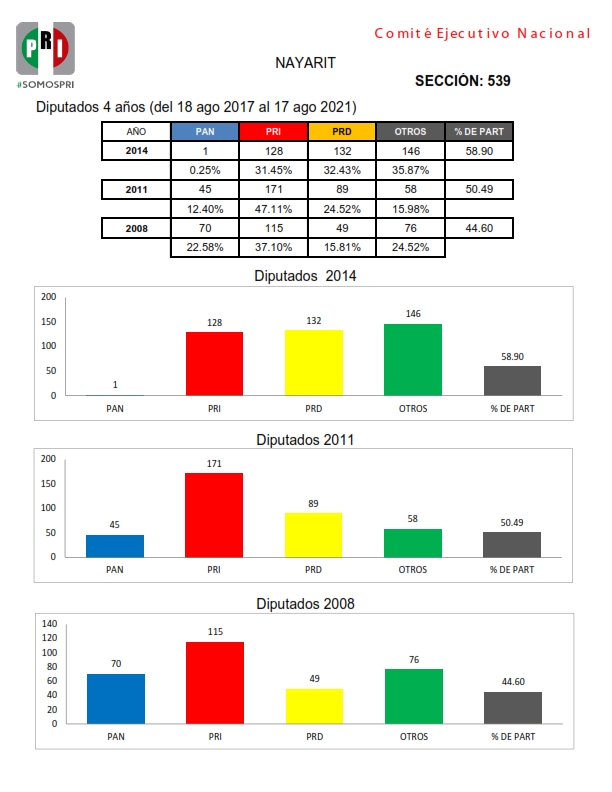 Comité Ejecutivo Nacional
PRI
#SOMOSPRI
NAYARIT
SECCIÓN: 539
Diputados 4 años (del 18 ago 2017 al 17 ago 2021)
AÑO PAN PRI PRD OTROS % DE PART
2014 1 128 132 146 58.90
0.25% 31.45% 32.43% 35.87%
2011 45 171 89 58 50.49
12.40% 47.11% 24.52% 15.98%
2008 70 115 49 76 44.60
22.58% 37.10% 15.81% 24.52%
Diputados 2014
200
150
100
50
0
1 128 132 146 58.90
PAN PRI PRD OTROS % DE PART
Diputados 2011
200
150
100
50
0
45 171 89 58 50.49
PAN PRI PRD OTROS % DE PART
Diputados 2008
140
120
100
80
60
40
20
0
70 115 49 76 44.60
PAN PRI PRD OTROS % DE PART